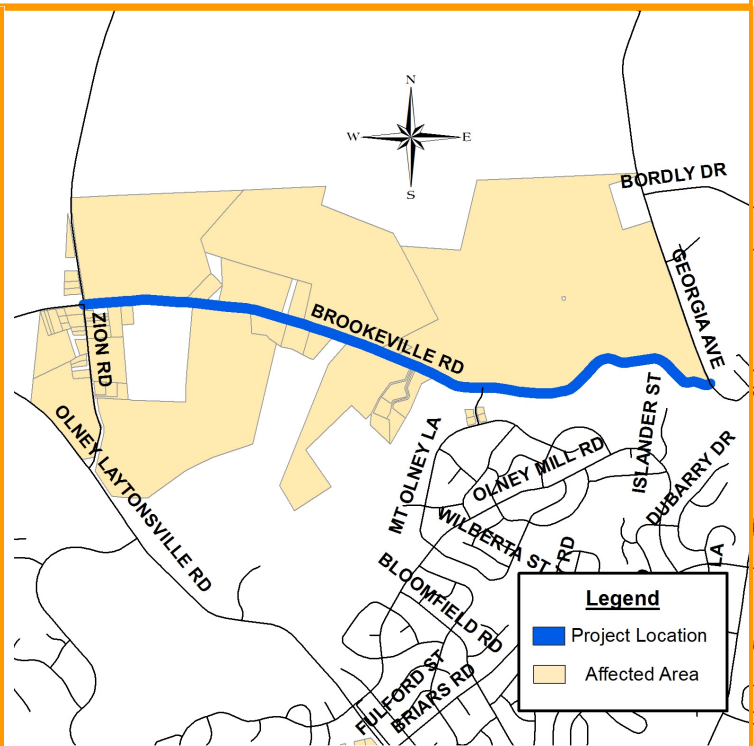 N
W
E
S
BORDLY DR
GEORGIA AVE
ZION RD
BROOKEVILLE RD
OLNEY LAYTONSVILLE RD
MT OLNEY LA
OLNEY MILL RD
ISLANDER ST
DUBARRY DR
WILBERTA ST
RD
LA
BLOOMFIELD RD
FULFORD ST
BRIARS RD
Legend
Project Location
Affected Area